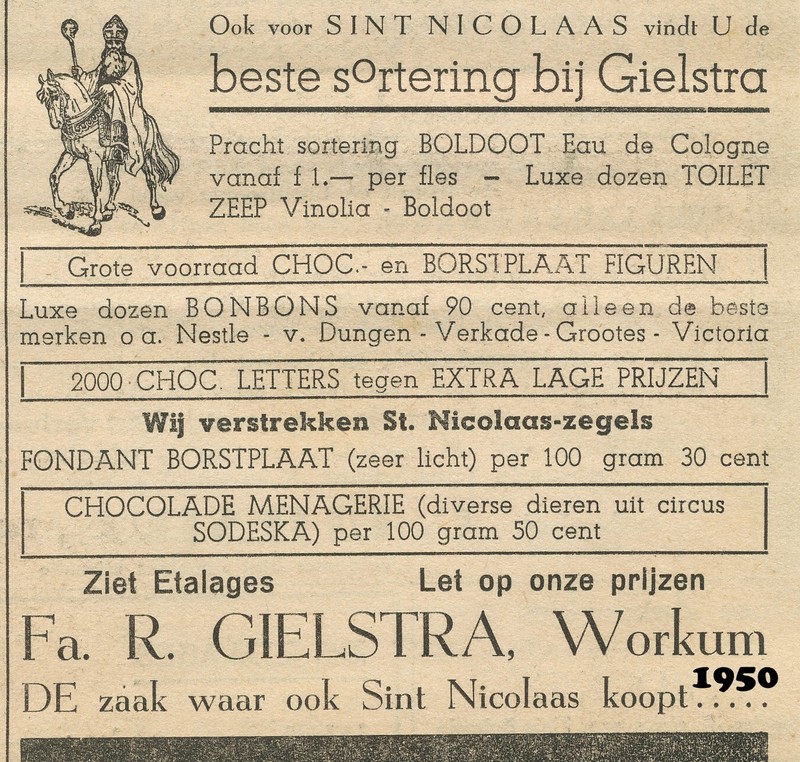 Ook voor SINT NICOLAAS vindt U de
beste sortering bij Gielstra
Pracht sortering BOLDOOT Eau de Cologne
vanaf f 1.— per fles – Luxe dozen TOILET
ZEEP Vinolia - Boldoot
Grote voorraad CHOC.- en BORSTPLAAT FIGUREN
Luxe dozen BONBONS vanaf 90 cent, alleen de beste
merken o a. Nestle - v. Dungen - Verkade - Grootes - Victoria
2000 CHOC. LETTERS tegen EXTRA LAGE PRIJZEN
Wij verstrekken St. Nicolaas-zegels
FONDANT BORSTPLAAT (zeer licht) per 100 gram 30 cent
CHOCOLADE MENAGERIE (diverse dieren uit circus
SODESKA) per 100 gram 50 cent
Ziet Etalages Let op onze prijzen
Fa. R. GIELSTRA, Workum
1950
DE zaak waar ook Sint Nicolaas koopt.....